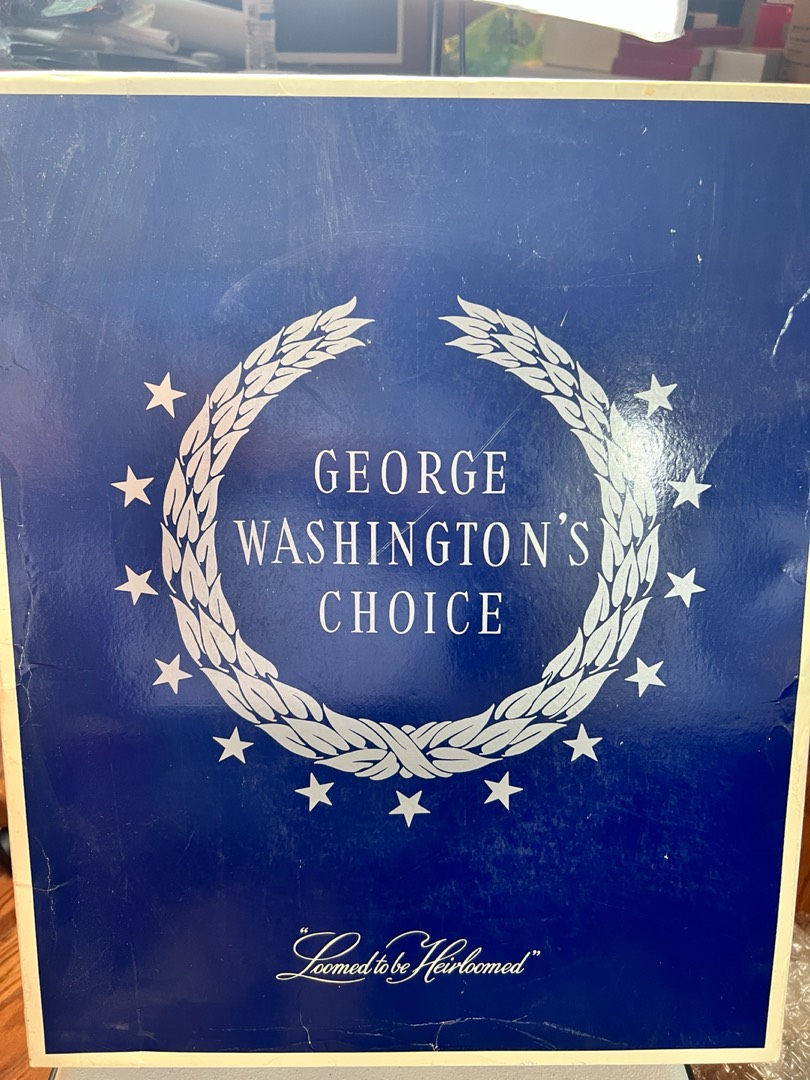 GEORGE
WASHINGTON'S
CHOICE
"Loomed to be Heirloomed"